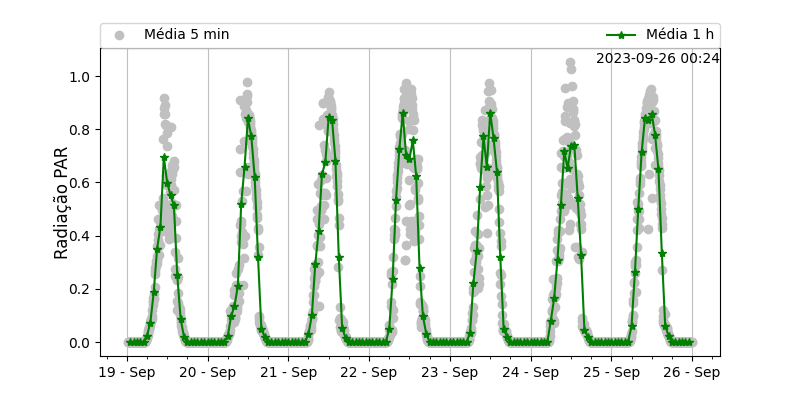 Média 5 min
Média 1 h
2023-09-26 00:24
Radiação PAR
1.0
0.8
0.6
0.4
0.2
0.0
19 - Sep
20 - Sep
21 - Sep
22 - Sep
23 - Sep
24 - Sep
25 - Sep
26 - Sep